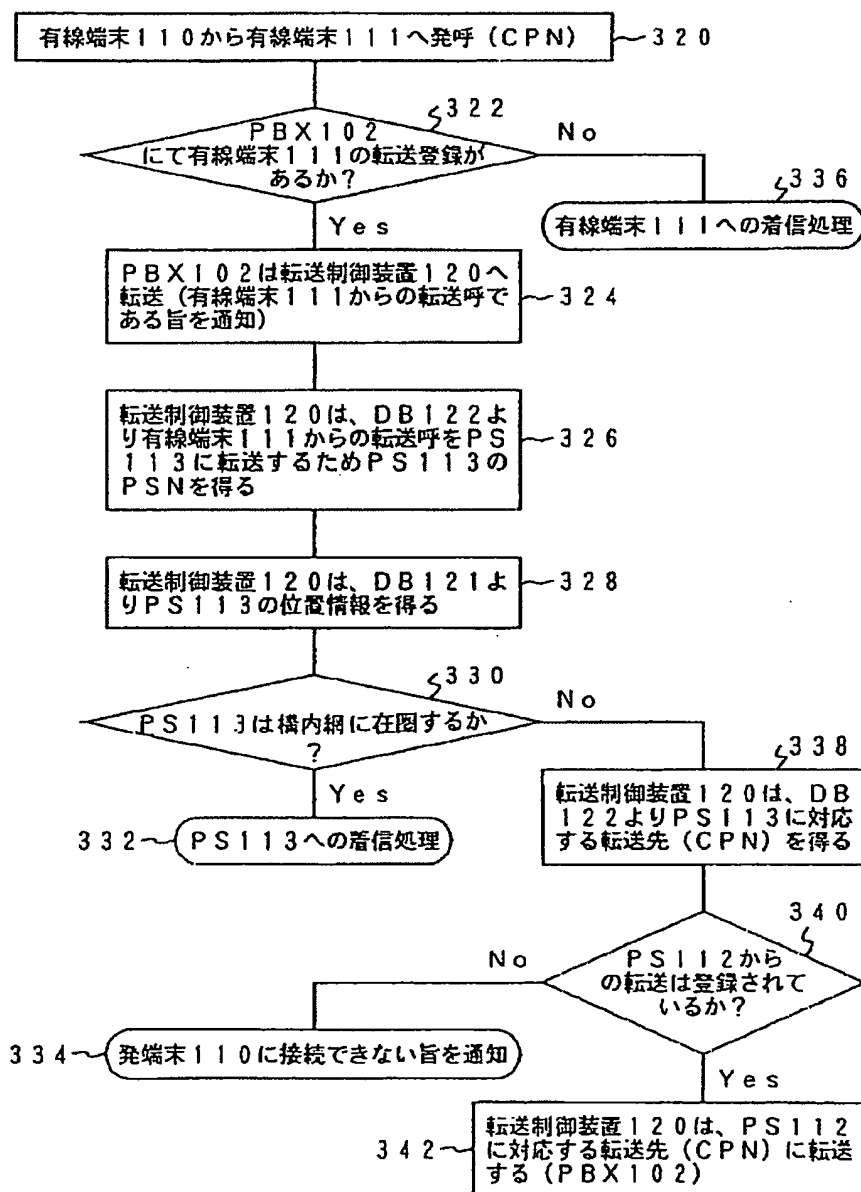 有線端末110から有線端末111へ発呼(CPN)
320
322
PBX102
にて有線端末111の転送登録が
あるか?
No
336
有線端末111への着信処理
Yes
PBX102は転送制御装置120へ
転送(有線端末111からの転送呼で
ある旨を通知)
324
転送制御装置120は、DB122よ
り有線端末111からの転送呼をPS
113に転送するためPS113の
PSNを得る
326
転送制御装置120は、DB121よ
りPS113の位置情報を得る
328
330
PS113は構内網に在圏するか
?
No
Yes
332
PS113への着信処理
338
転送制御装置120は、DB
122よりPS113に対応
する転送先(CPN)を得る
340
PS112から
の転送は登録されて
いるか?
No
334
発端末110に接続できない旨を通知
Yes
342
転送制御装置120は、PS112
に対応する転送先(CPN)に転送
する(PBX102)